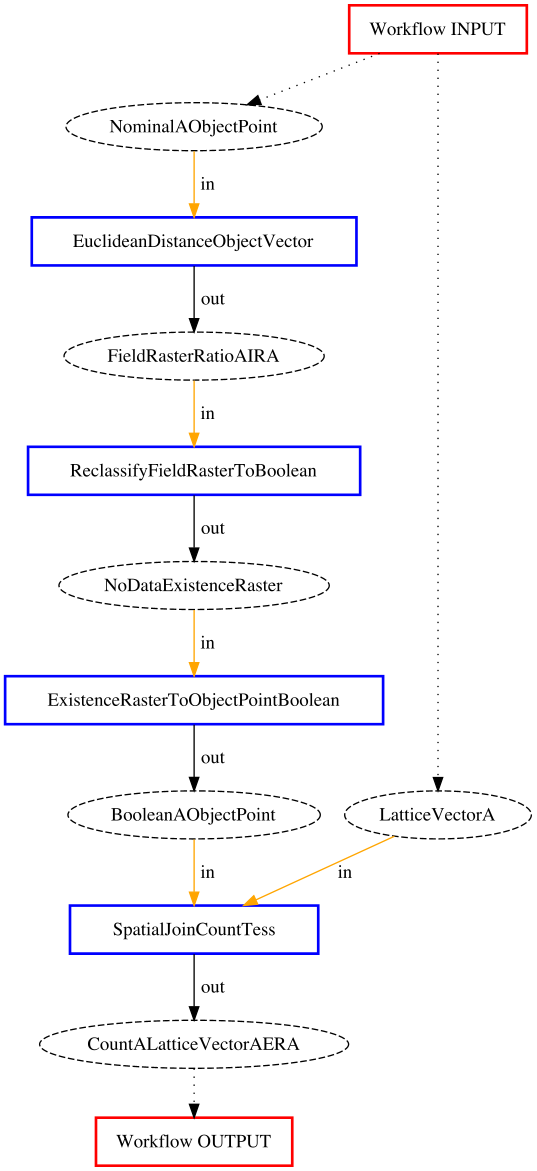 Workflow INPUT
NominalAObjectPoint
in
EuclideanDistanceObjectVector
out
FieldRasterRatioAIRA
in
ReclassifyFieldRasterToBoolean
out
NoDataExistenceRaster
in
ExistenceRasterToObjectPointBoolean
out
BooleanAObjectPoint
LatticeVectorA
in
in
SpatialJoinCountTess
out
CountALatticeVectorAERA
Workflow OUTPUT